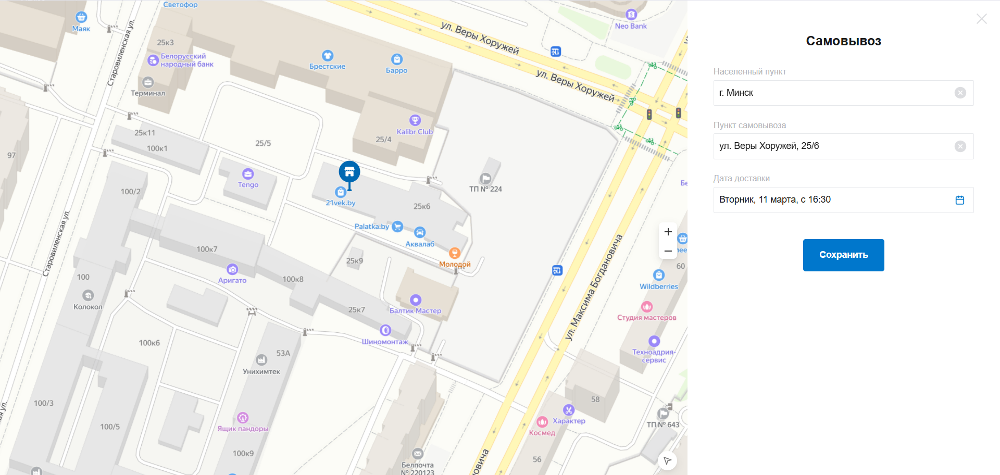 Светофор
Маяк
Старовиленская ул.
25к3
Белорусский
народный банк
Терминал
Брестские
Барро
ул. Веры Хоружей
ул. Веры Хоружей
Neo Bank
Kalibr Club
25/4
25/5
25к11
100к1
97
Tengo
100/2
21vek.by
25к6
ТП № 224
Palatka.by
Аквалаб
Молодой
25к9
Старовиленская ул.
100к7
Аригато
100к8
100
Колокол
25к7
Балтик Мастер
Шиномонтаж
ул. Максима Богдановича
60
Wildberries
Студия мастеров
Техноадрия-
сервис
100к6
53А
Унихимтек
100/3
100/5
Ящик пандоры
100к9
58
Характер
Космед
56
ТП № 643
Белпочта
№ 220123
Самовывоз
Населенный пункт
г. Минск
Пункт самовывоза
ул. Веры Хоружей, 25/6
Дата доставки
Вторник, 11 марта, с 16:30
Сохранить